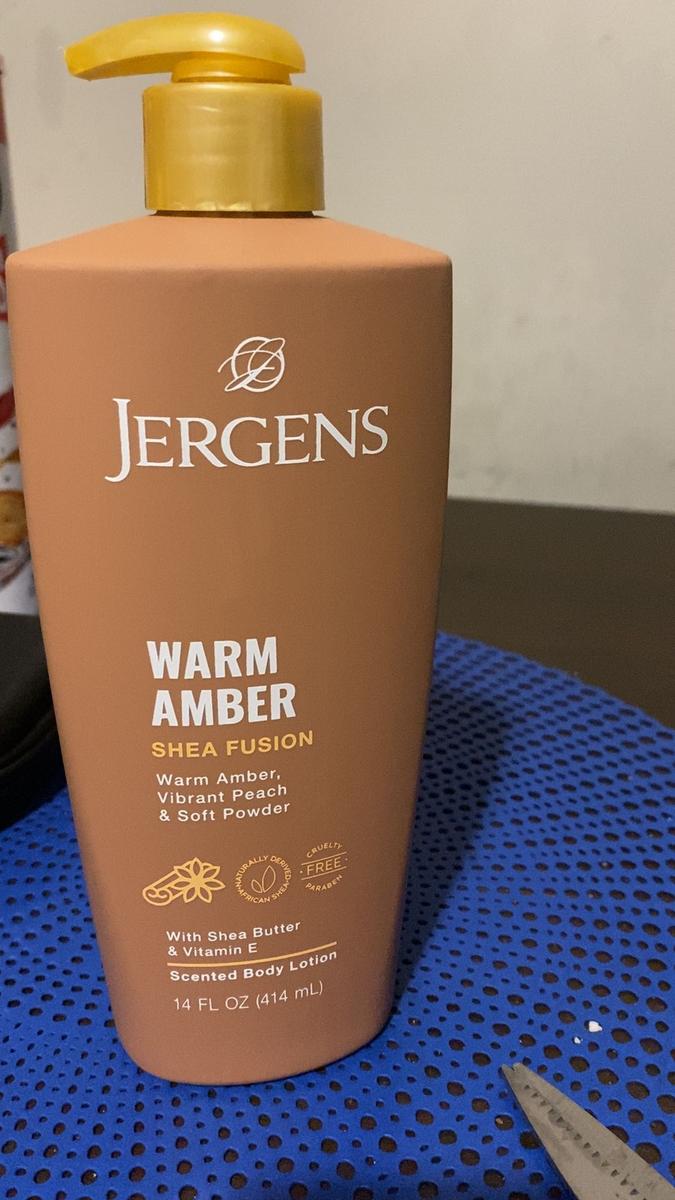 JERGENS
WARM
AMBER
SHEA FUSION
Warm Amber,
Vibrant Peach
& Soft Powder
NATURALLY DERIVED
AFRICAN SHEA
CRUELTY
FREE
PARABEN
With Shea Butter
& Vitamin E
Scented Body Lotion
14 FL OZ (414 mL)